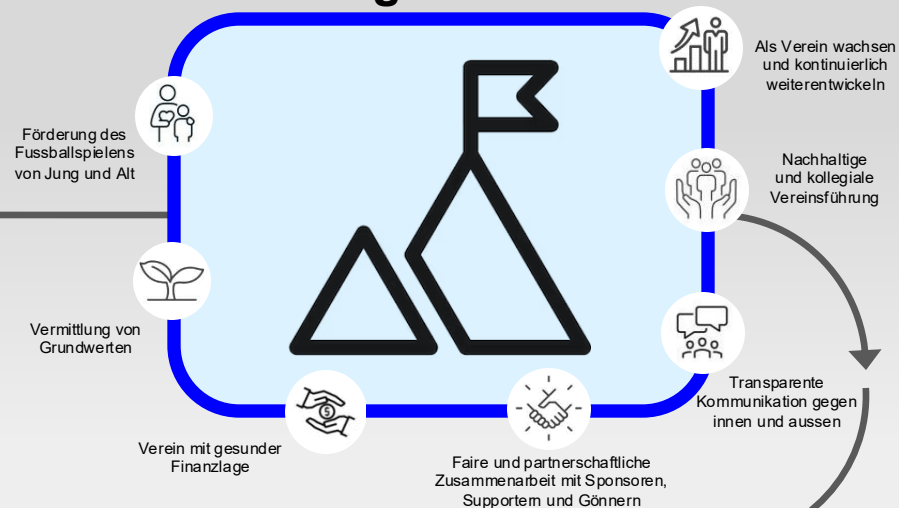 Als Verein wachsen
und kontinuierlich
weiterentwickeln
Förderung des
Fussballspielens
von Jung und Alt
Nachhaltige
und kollegiale
Vereinsführung
Vermittlung von
Grundwerten
Transparente
Kommunikation gegen
innen und aussen
Verein mit gesunder
Finanzlage
Faire und partnerschaftliche
Zusammenarbeit mit Sponsoren,
Supportern und Gönnern